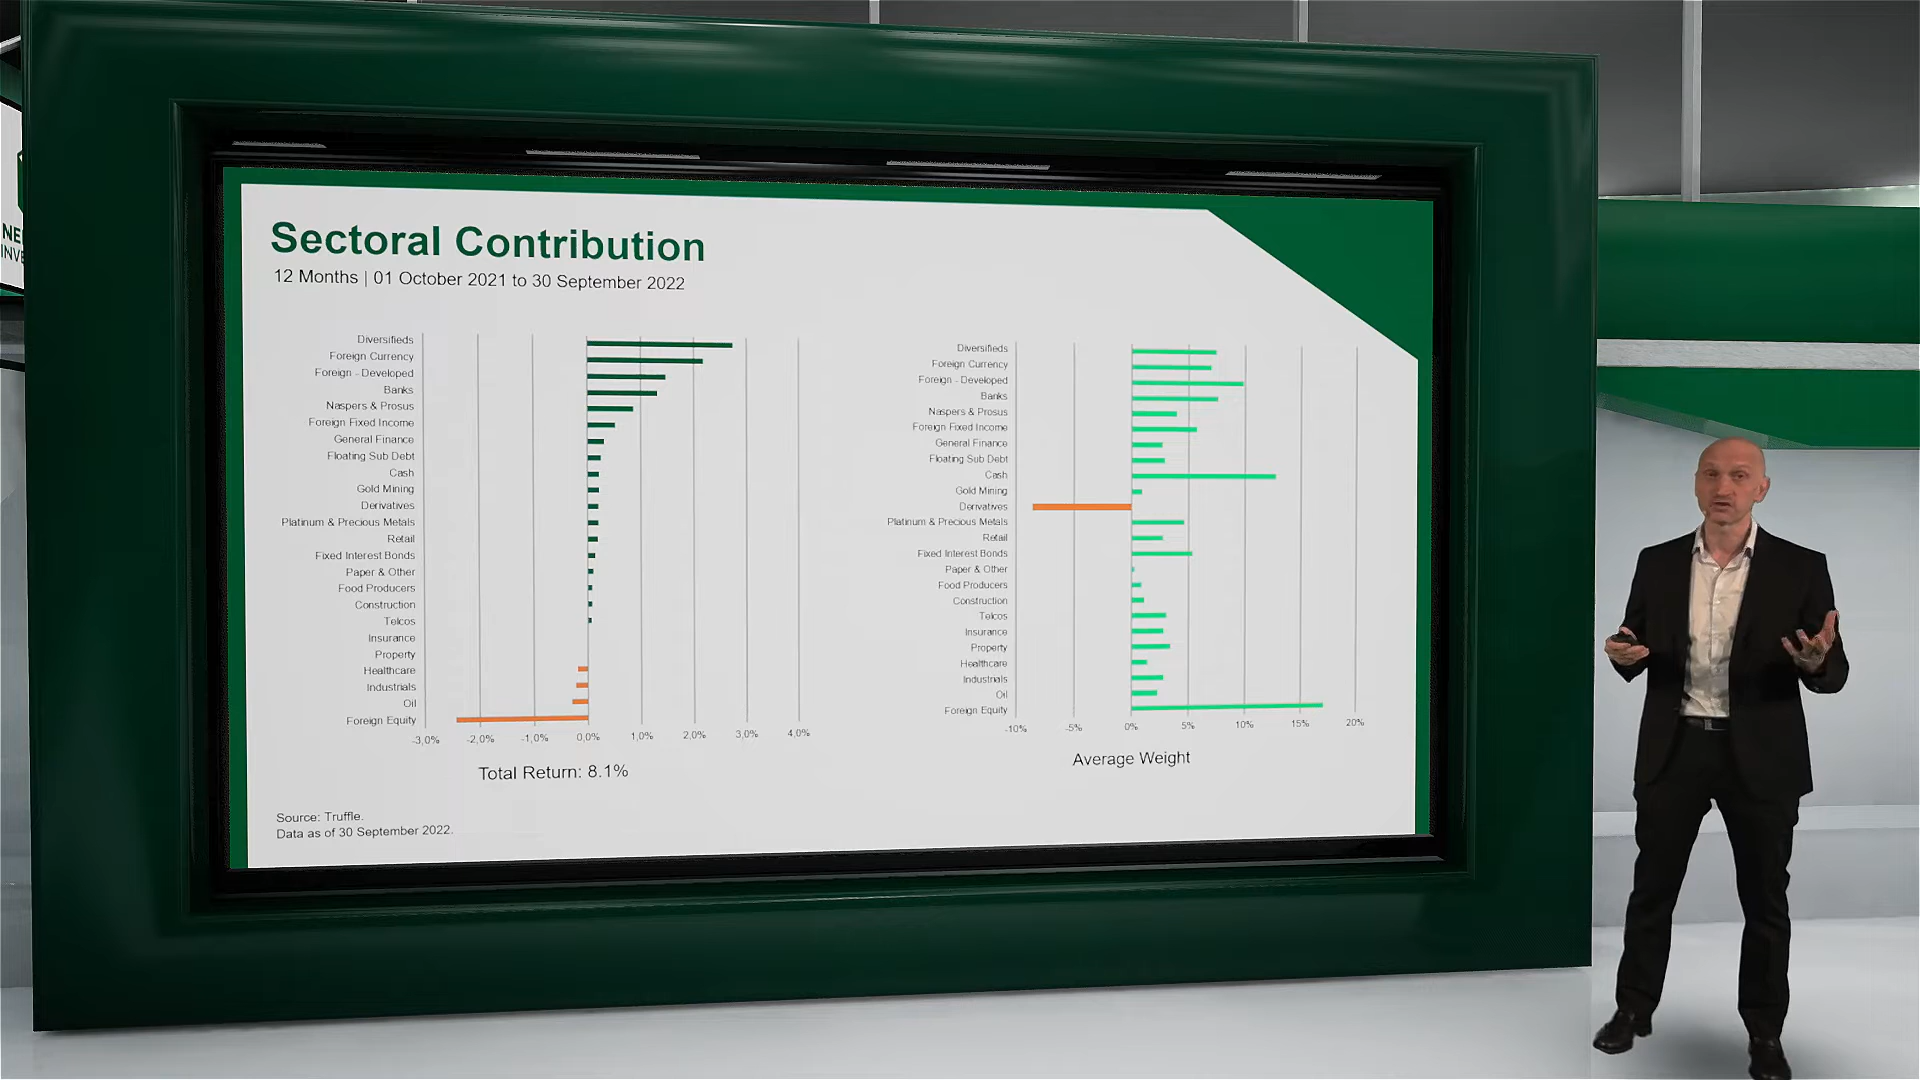 NE
INVE
Sectoral Contribution
12 Months | 01 October 2021 to 30 September 2022
Diversifieds
Foreign Currency
Foreign - Developed
Banks
Naspers & Prosus
Foreign Fixed Income
General Finance
Floating Sub Debt
Cash
Gold Mining
Derivatives
Platinum & Precious Metals
Retail
Fixed Interest Bonds
Paper & Other
Food Producers
Construction
Telcos
Insurance
Property
Healthcare
Industrials
Oil
Foreign Equity
-3,0% -2,0% -1,0% 0,0% 1,0% 2,0% 3,0% 4,0%
Total Return: 8.1%
Diversifieds
Foreign Currency
Foreign - Developed
Banks
Naspers & Prosus
Foreign Fixed Income
General Finance
Floating Sub Debt
Cash
Gold Mining
Derivatives
Platinum & Precious Metals
Retail
Fixed Interest Bonds
Paper & Other
Food Producers
Construction
Telcos
Insurance
Property
Healthcare
Industrials
Oil
Foreign Equity
-10% -5% 0% 5% 10% 15% 20%
Average Weight
Source: Truffle.
Data as of 30 September 2022.